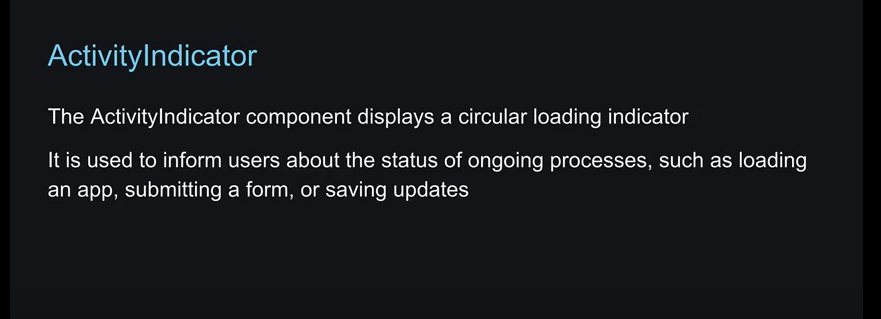 ActivityIndicator
The ActivityIndicator component displays a circular loading indicator
It is used to inform users about the status of ongoing processes, such as loading
an app, submitting a form, or saving updates